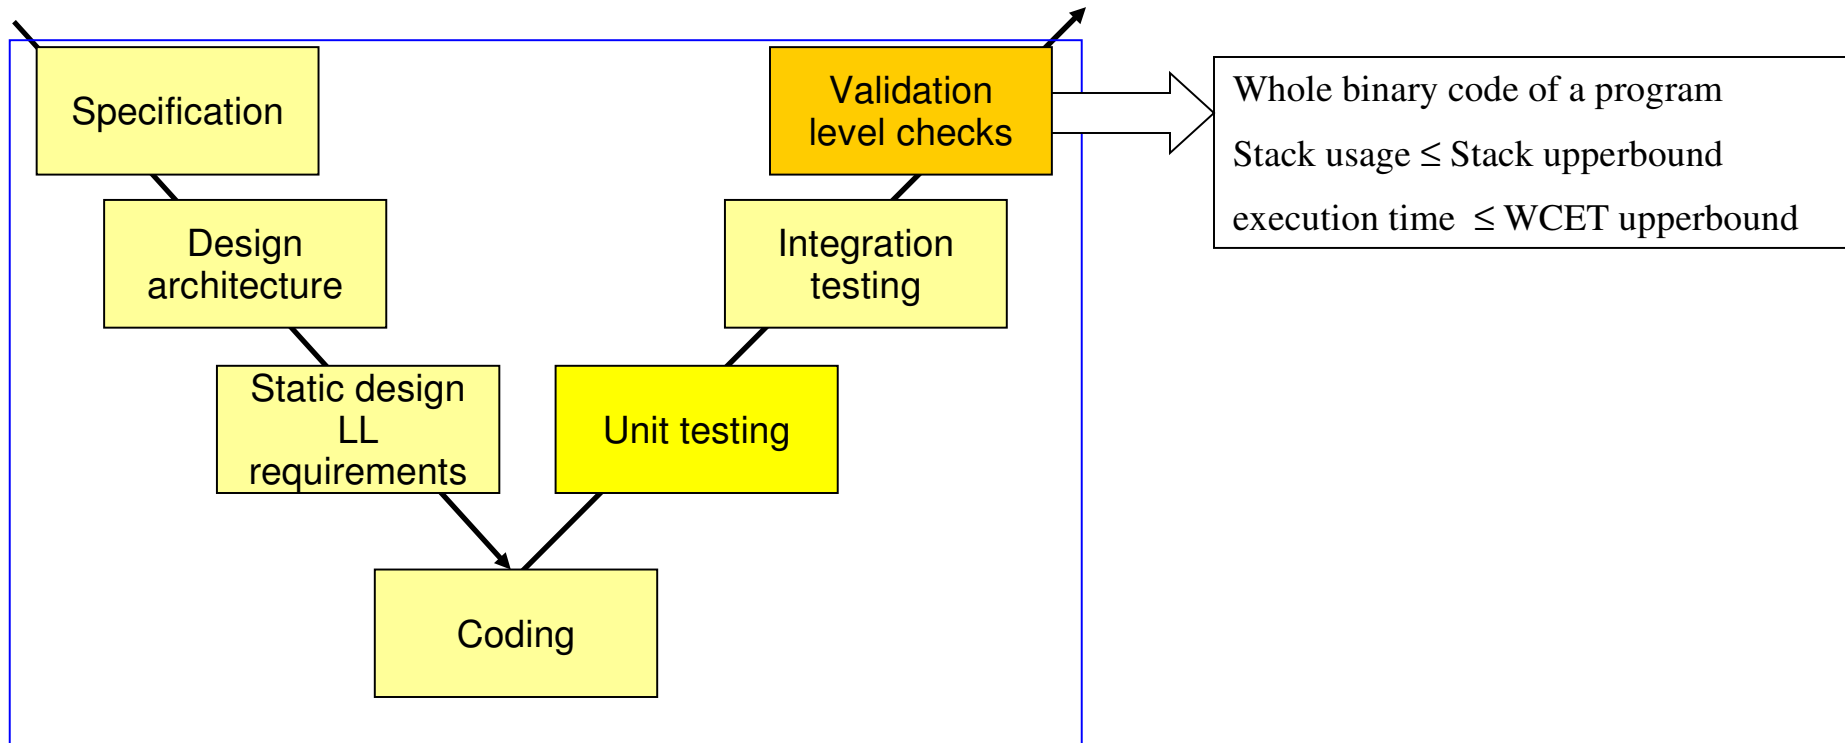 Specification
Validation
level checks
Whole binary code of a program
Stack usage ≤ Stack upperbound
execution time ≤ WCET upperbound
Design
architecture
Integration
testing
Static design
LL
requirements
Unit testing
Coding